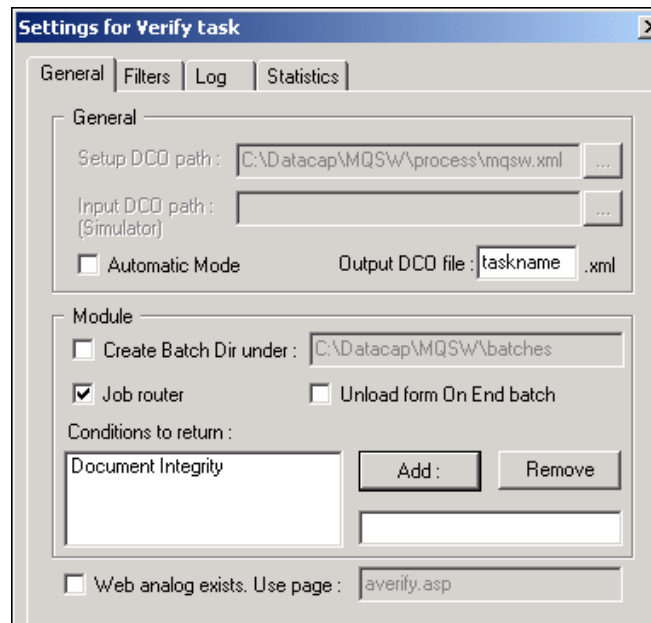 Settings for Verify task
General Filters Log Statistics
General
Setup DCO path : C:\Datacap\MQSW\process\mqsw.xml ...
Input DCO path : ...
(Simulator)
Automatic Mode Output DCO file : taskname .xml
Module
Create Batch Dir under : C:\Datacap\MQSW\batches
Job router Unload form On End batch
Conditions to return :
Document Integrity Add : Remove
Web analog exists. Use page : averify.asp